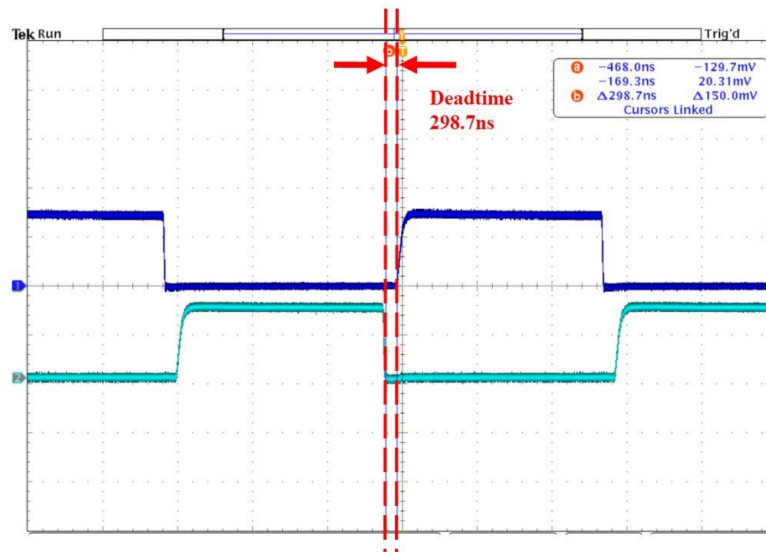 Tek Run
Trig'd
b T
a -468.0ns -129.7mV
-169.3ns 20.31mV
b Δ298.7ns Δ150.0mV
Cursors Linked
Deadtime
298.7ns
1
2